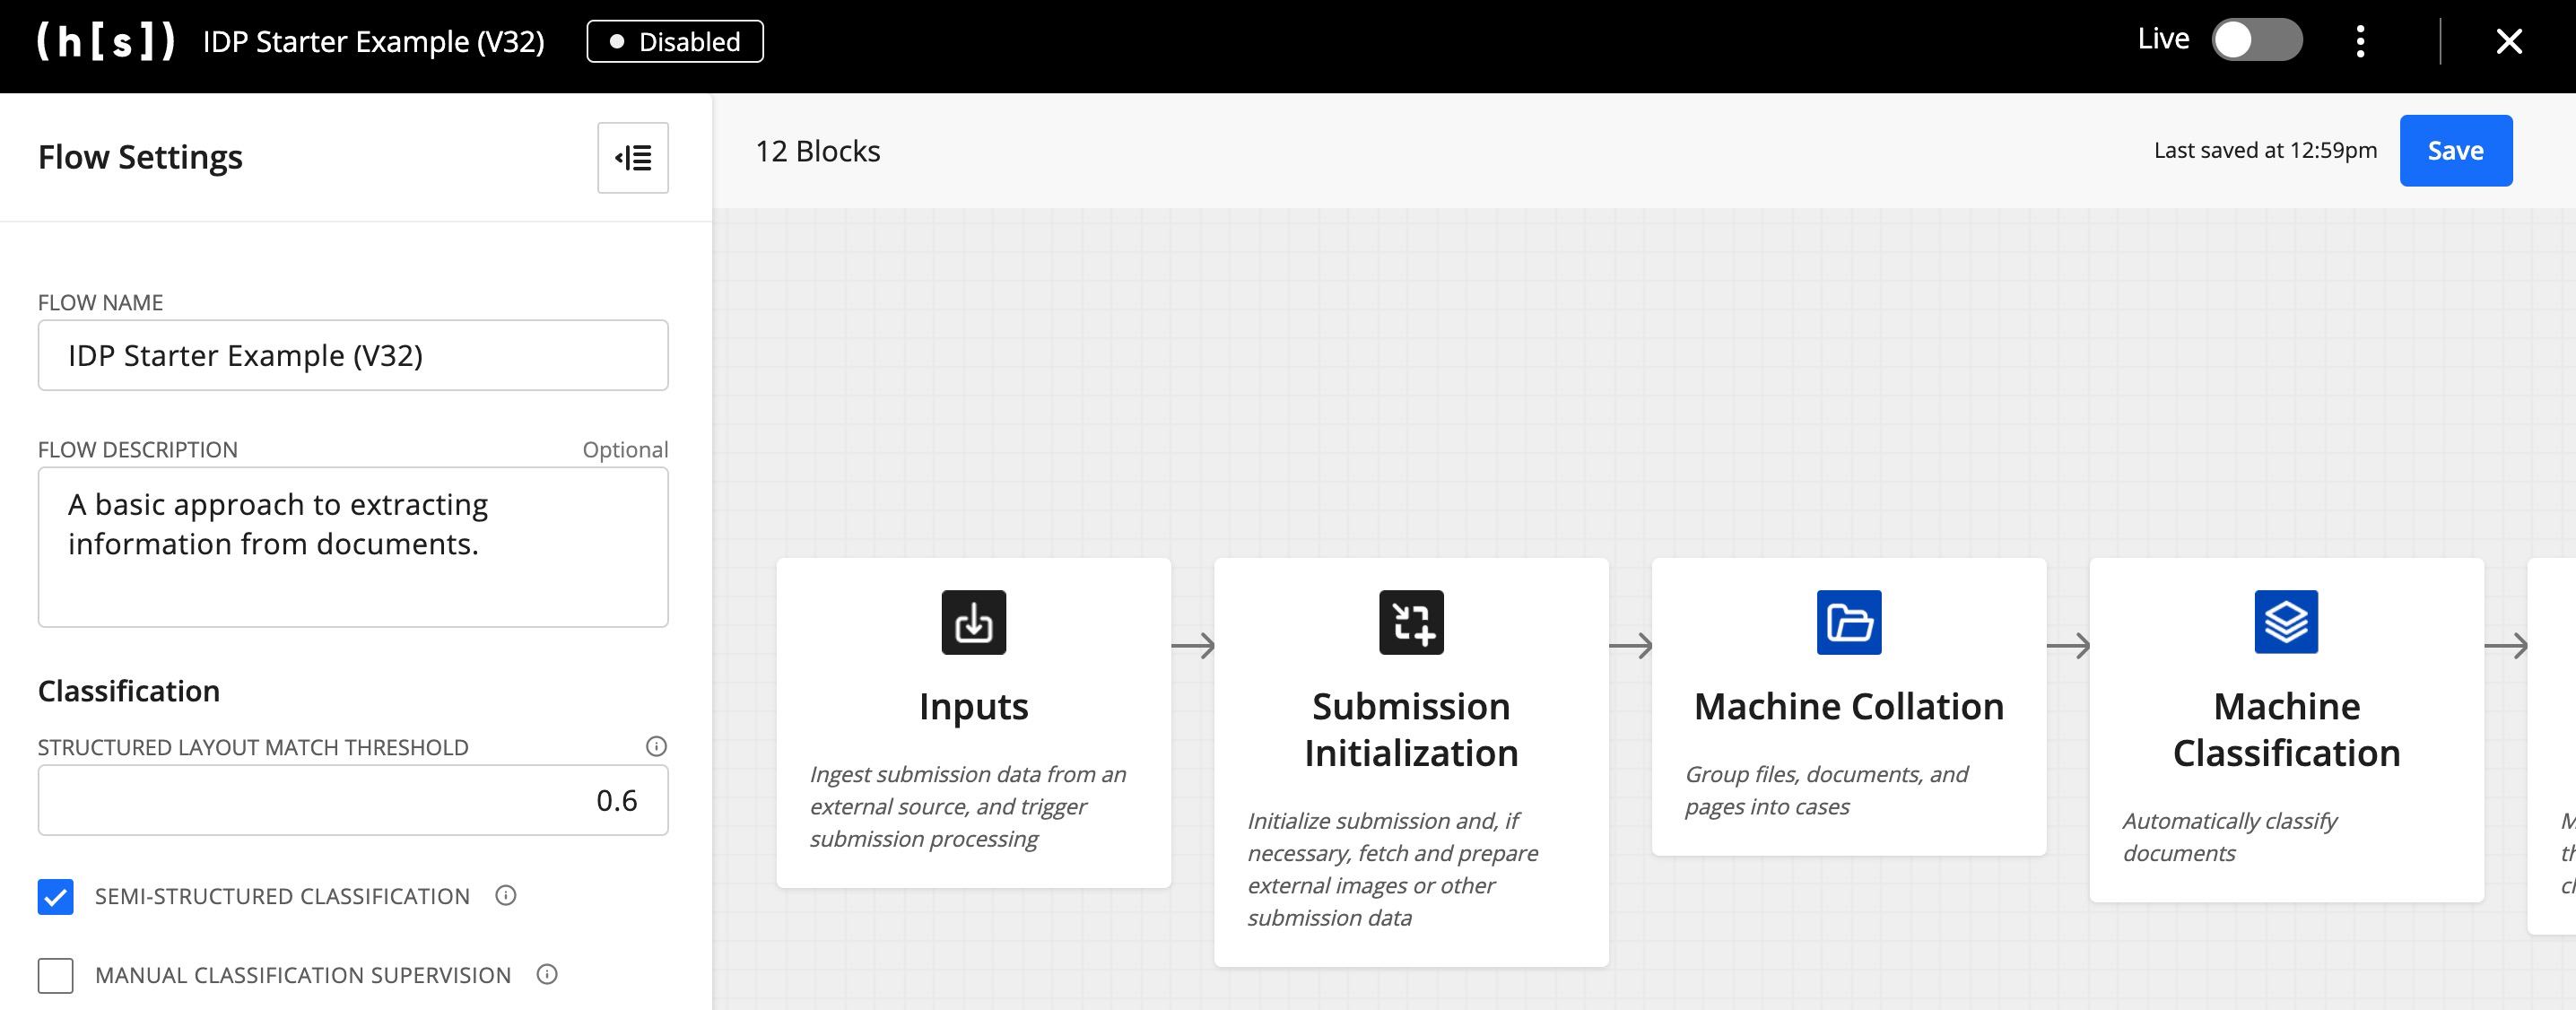 (h[s]) IDP Starter Example (V32) Disabled Live
Flow Settings
12 Blocks
Last saved at 12:59pm
Save
FLOW NAME
IDP Starter Example (V32)
FLOW DESCRIPTION Optional
A basic approach to extracting
information from documents.
Classification
STRUCTURED LAYOUT MATCH THRESHOLD
0.6
SEMI-STRUCTURED CLASSIFICATION
MANUAL CLASSIFICATION SUPERVISION
Inputs
Ingest submission data from an
external source, and trigger
submission processing
Submission
Initialization
Initialize submission and, if
necessary, fetch and prepare
external images or other
submission data
Machine Collation
Group files, documents, and
pages into cases
Machine
Classification
Automatically classify
documents